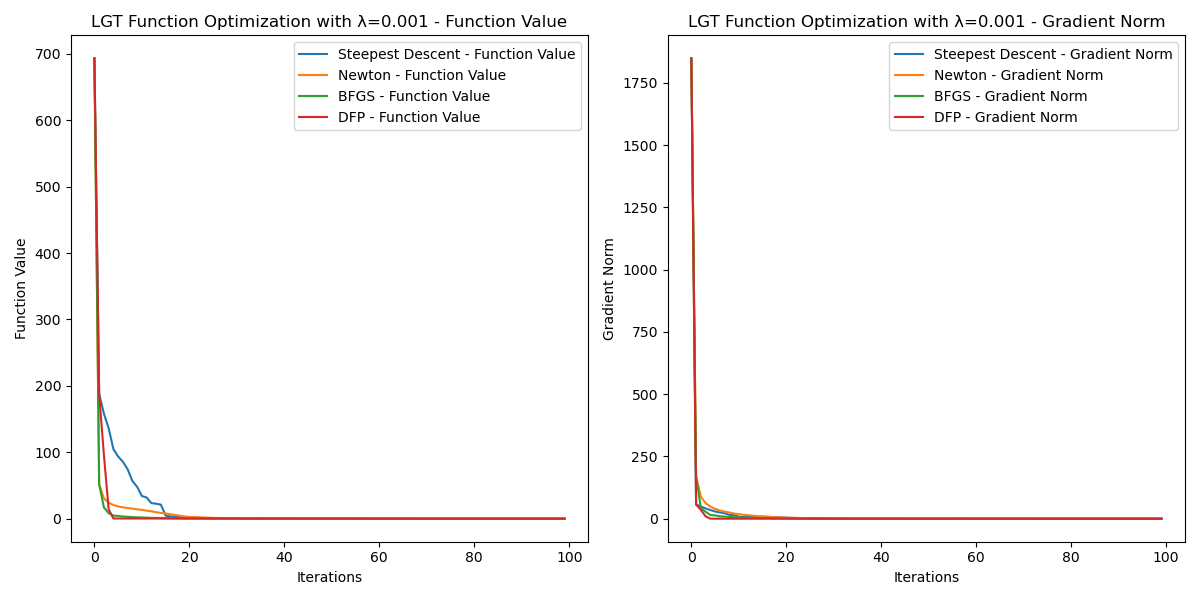 LGT Function Optimization with λ=0.001 - Function Value
700
600
500
400
300
200
100
0
Function Value
0
20
40
60
80
100
Iterations
Steepest Descent - Function Value
Newton - Function Value
BFGS - Function Value
DFP - Function Value
LGT Function Optimization with λ=0.001 - Gradient Norm
1750
1500
1250
1000
750
500
250
0
Gradient Norm
0
20
40
60
80
100
Iterations
Steepest Descent - Gradient Norm
Newton - Gradient Norm
BFGS - Gradient Norm
DFP - Gradient Norm